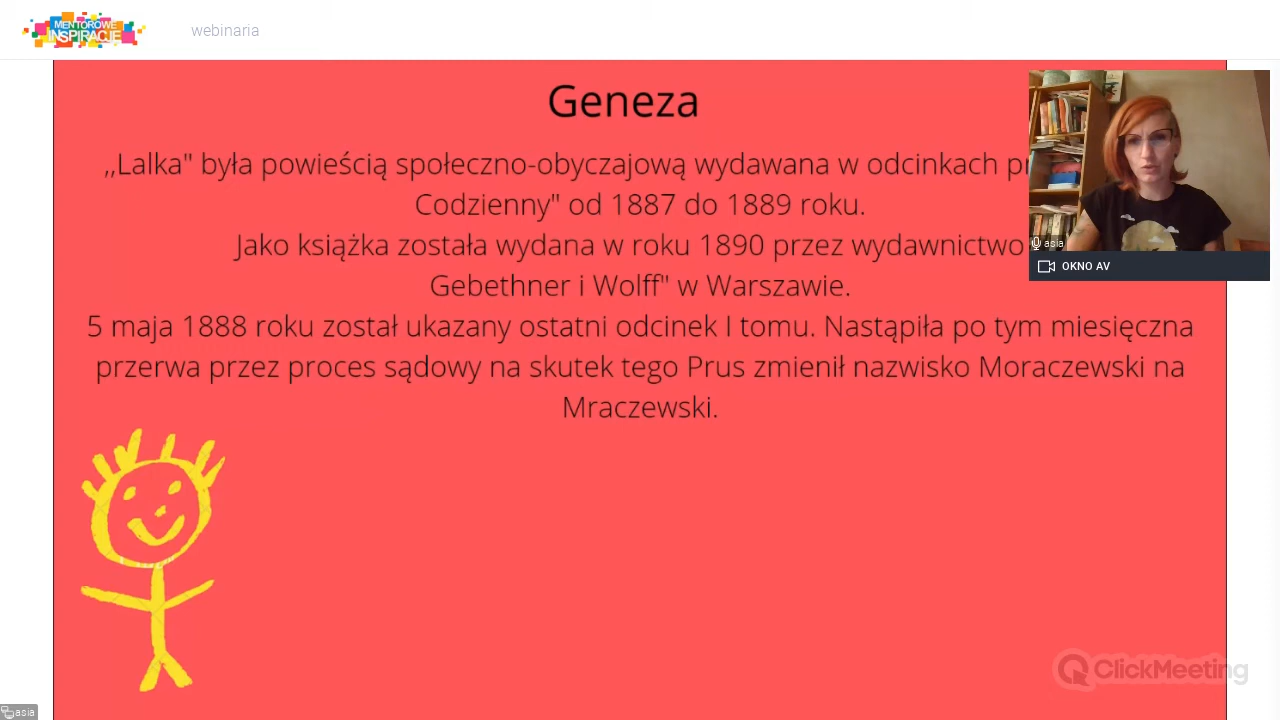 MENTOROWE
INSPIRACJE
webinaria
Geneza
,,Lalka" była powieścią społeczno-obyczajową wydawana w odcinkach
Codzienny" od 1887 do 1889 roku.
Jako książka została wydana w roku 1890 przez wydawnictwo
Gebethner i Wolff" w Warszawie.
5 maja 1888 roku został ukazany ostatni odcinek I tomu. Nastąpiła po tym miesięczna
przerwa przez proces sądowy na skutek tego Prus zmienił nazwisko Moraczewski na
Mraczewski.
asia
OKNO AV
ClickMeeting
asia